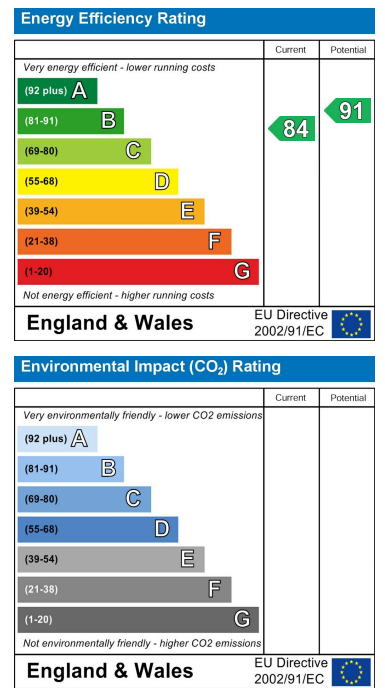 Energy Efficiency Rating
Current Potential
Very energy efficient - lower running costs
(92 plus) A
(81-91) B
(69-80) C
(55-68) D
(39-54) E
(21-38) F
(1-20) G
84
91
Not energy efficient - higher running costs
England & Wales
EU Directive
2002/91/EC
Environmental Impact (CO₂) Rating
Current Potential
Very environmentally friendly - lower CO2 emissions
(92 plus) A
(81-91) B
(69-80) C
(55-68) D
(39-54) E
(21-38) F
(1-20) G
Not environmentally friendly - higher CO2 emissions
England & Wales
EU Directive
2002/91/EC